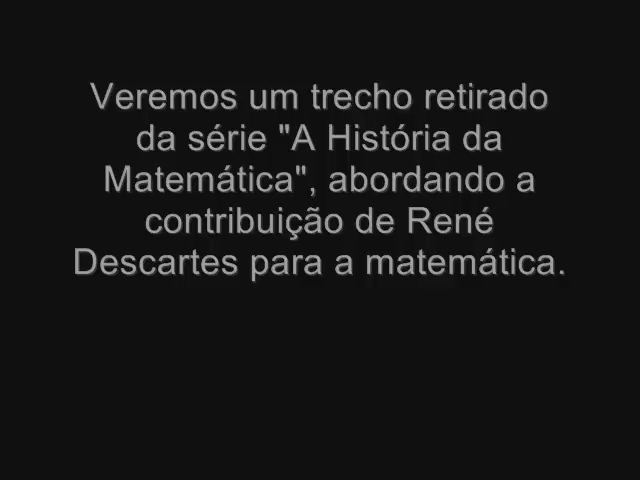 Veremos um trecho retirado
da série "A História da
Matemática", abordando a
contribuição de René
Descartes para a matemática.